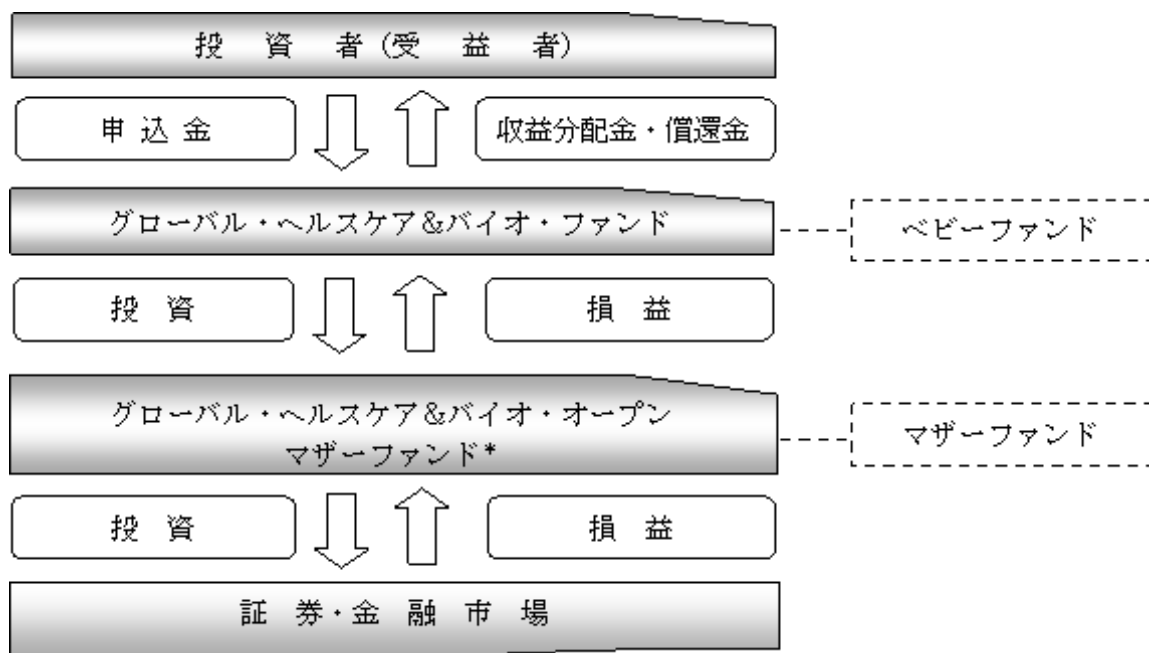 投資者(受益者)
申込金
収益分配金・償還金
グローバル・ヘルスケア&バイオ・ファンド
ベビーファンド
投資
損益
グローバル・ヘルスケア&バイオ・オープン
マザーファンド*
マザーファンド
投資
損益
証券・金融市場